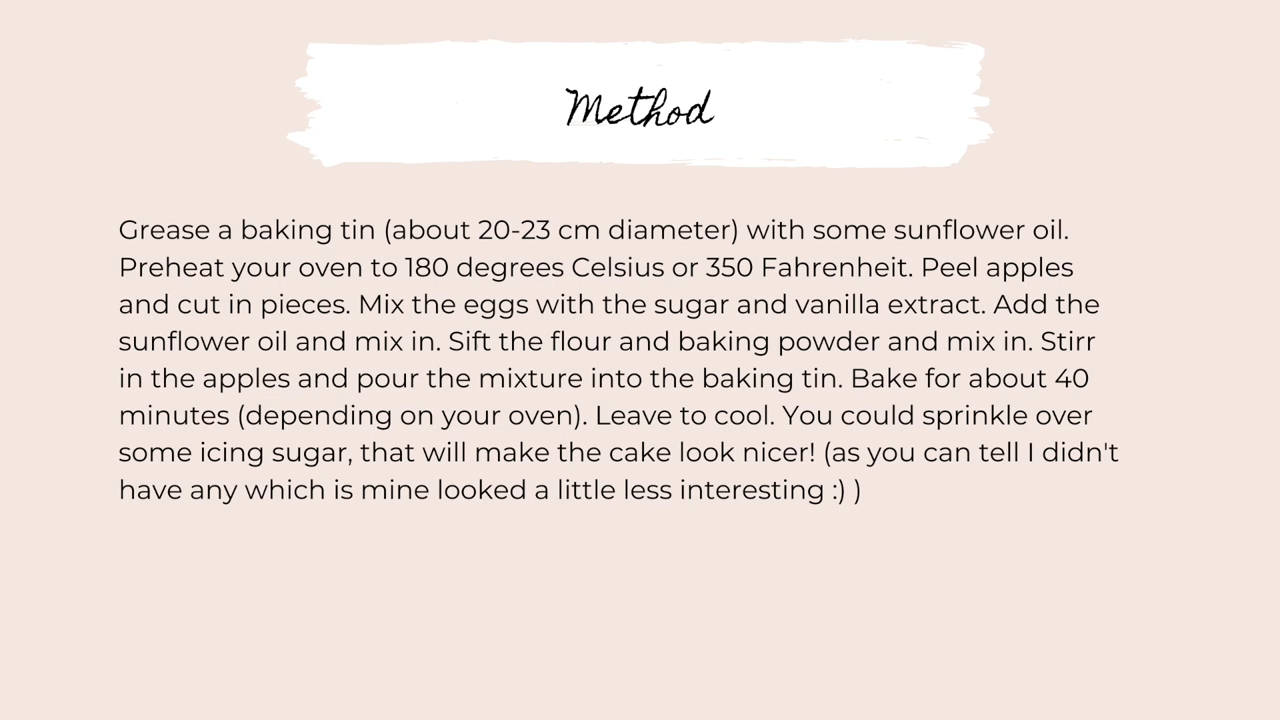 Method
Grease a baking tin (about 20-23 cm diameter) with some sunflower oil.
Preheat your oven to 180 degrees Celsius or 350 Fahrenheit. Peel apples
and cut in pieces. Mix the eggs with the sugar and vanilla extract. Add the
sunflower oil and mix in. Sift the flour and baking powder and mix in. Stirr
in the apples and pour the mixture into the baking tin. Bake for about 40
minutes (depending on your oven). Leave to cool. You could sprinkle over
some icing sugar, that will make the cake look nicer! (as you can tell I didn't
have any which is mine looked a little less interesting :) )